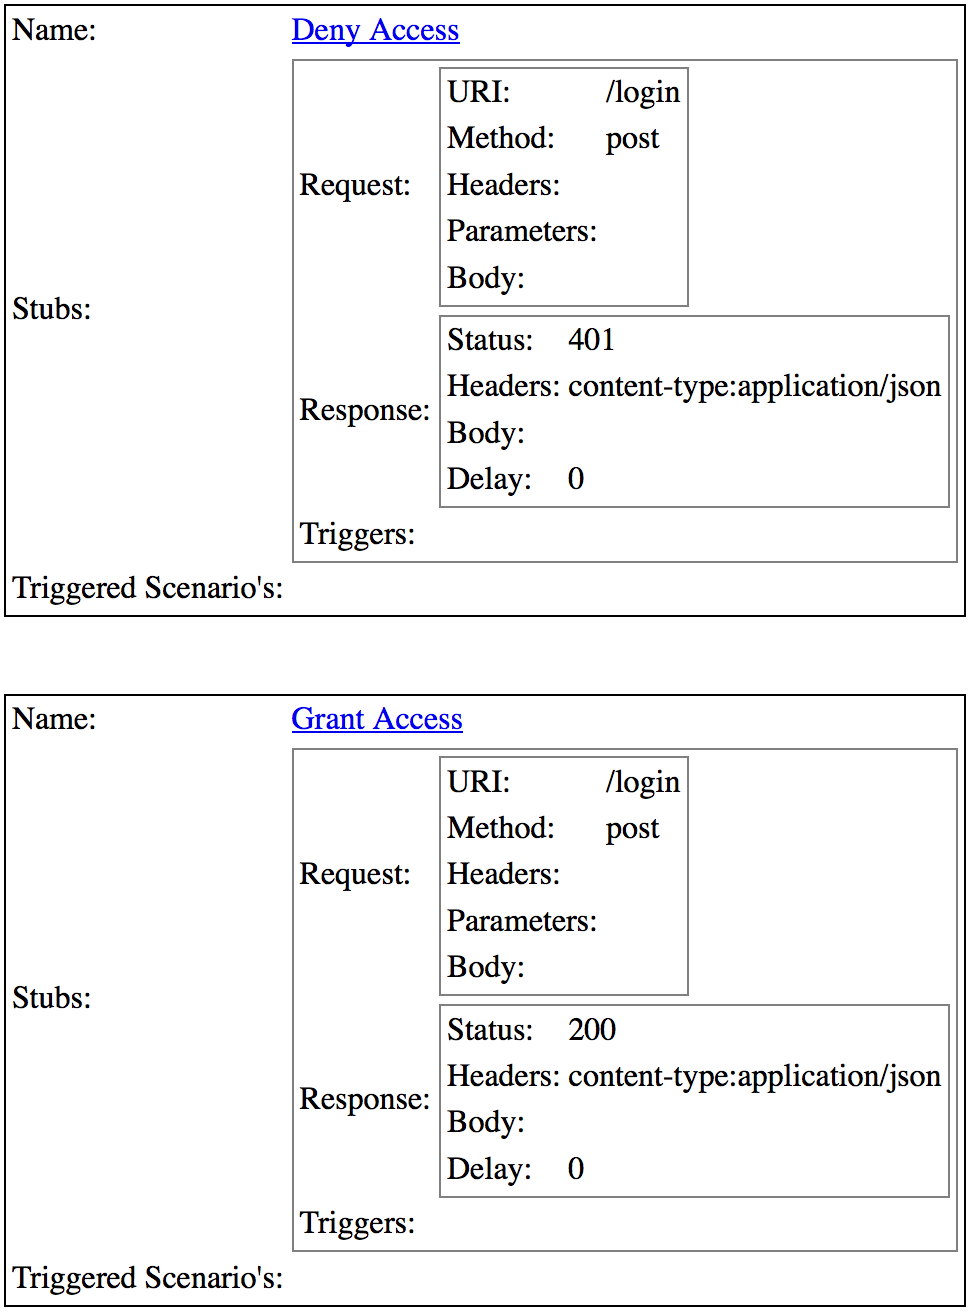 Name: Deny Access
URI: /login
Method: post
Request: Headers:
Parameters:
Body:
Stubs:
Status: 401
Headers: content-type:application/json
Response:
Body:
Delay: 0
Triggers:
Triggered Scenario's:
Name: Grant Access
URI: /login
Method: post
Request: Headers:
Parameters:
Body:
Stubs:
Status: 200
Headers: content-type:application/json
Response:
Body:
Delay: 0
Triggers:
Triggered Scenario's: